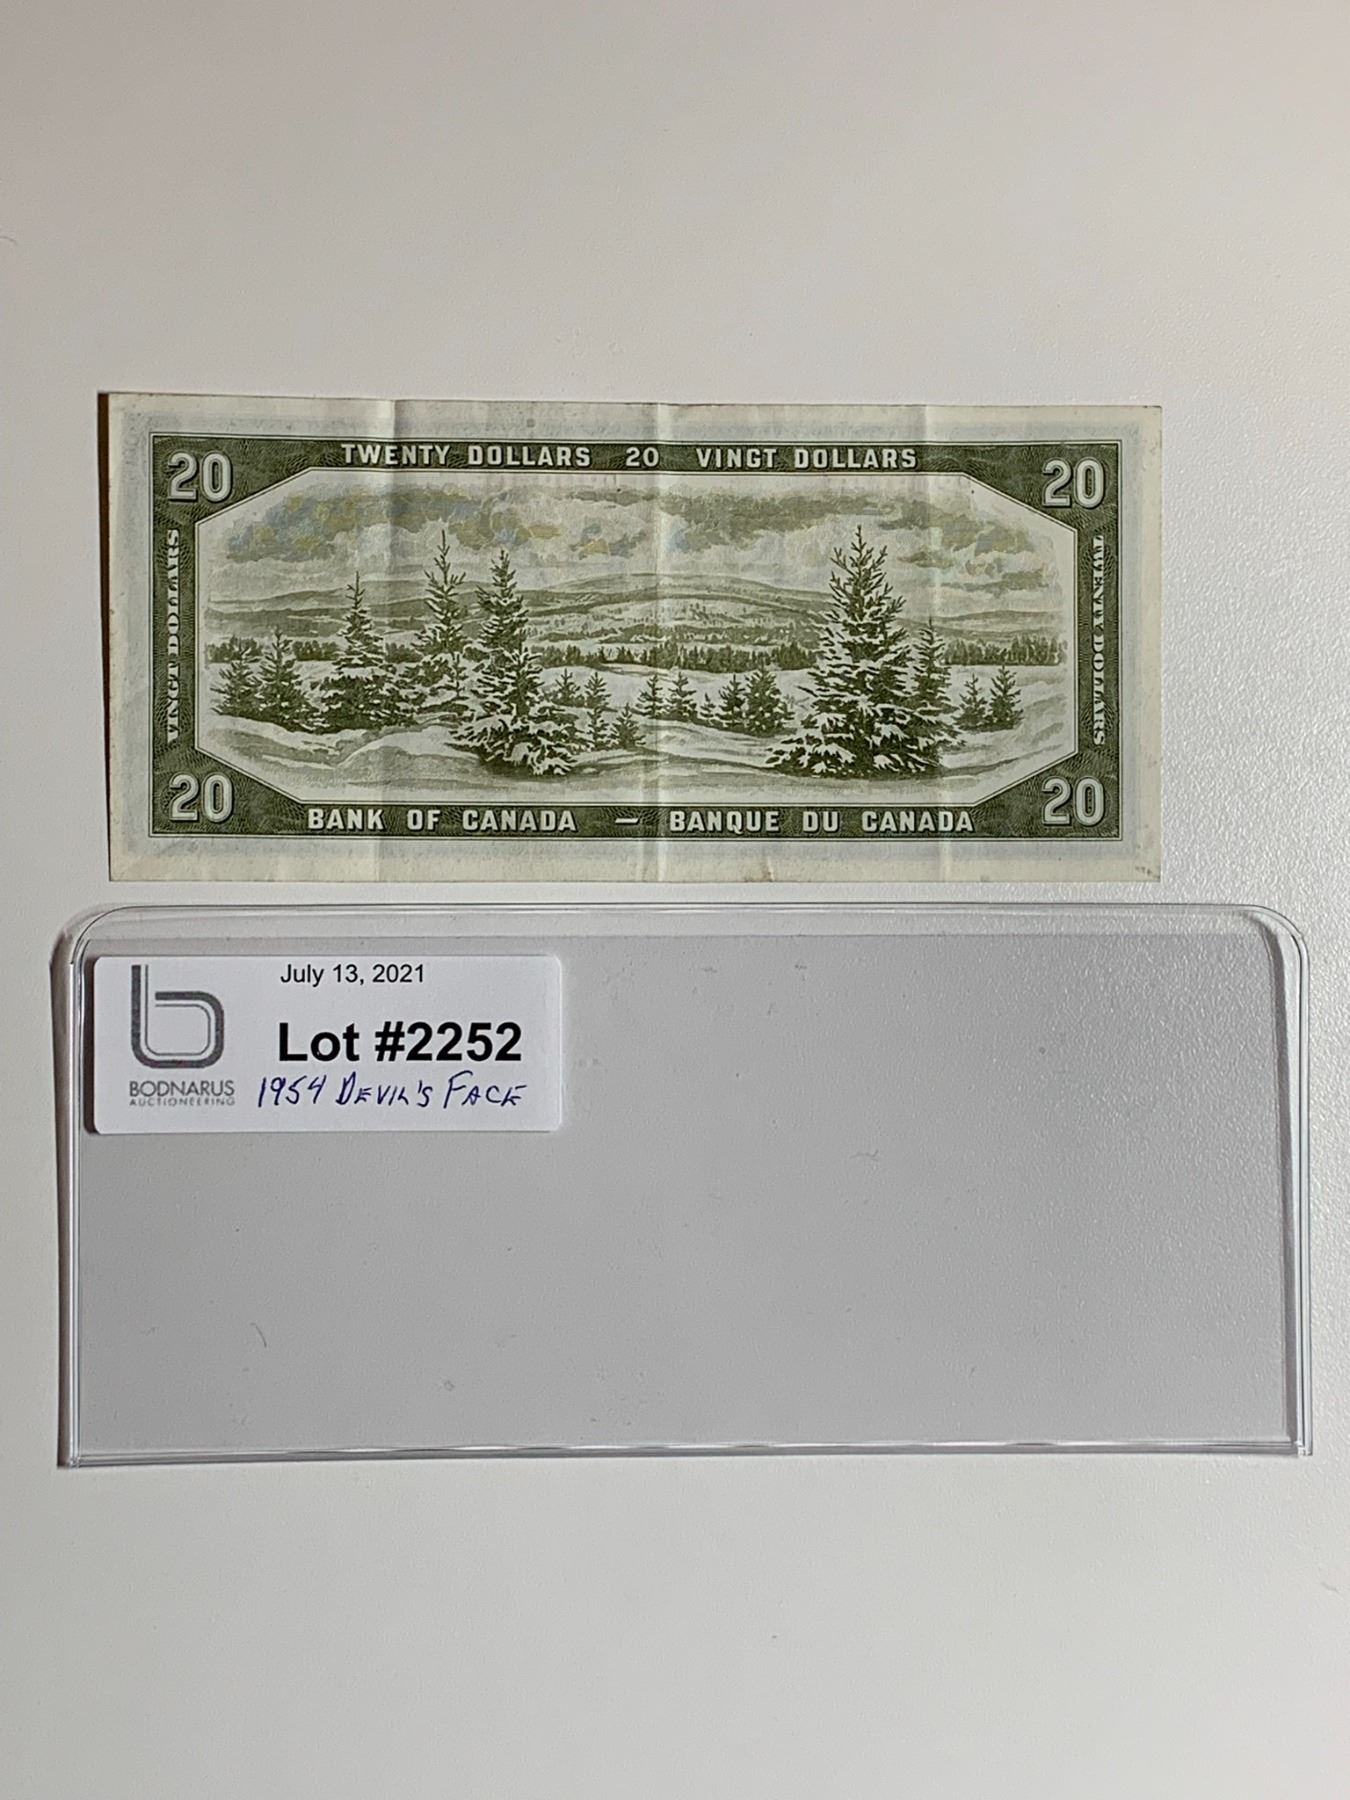 TWENTY DOLLARS 20 VINGT DOLLARS
20
20
VINGT DOLLARS
TWENTY DOLLARS
20
20
BANK OF CANADA — BANQUE DU CANADA
July 13, 2021
Lot #2252
BODNARUS
AUCTIONEERING
1954 DEVIL'S FACE